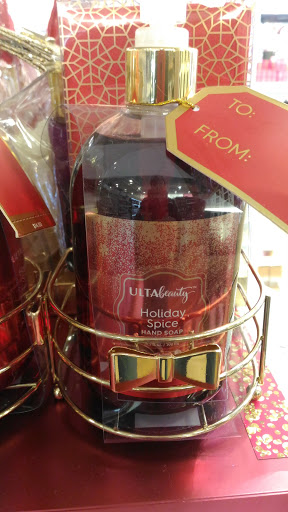 TO:
FROM:
ULTA beauty
Holiday
Spice
HAND SOAP